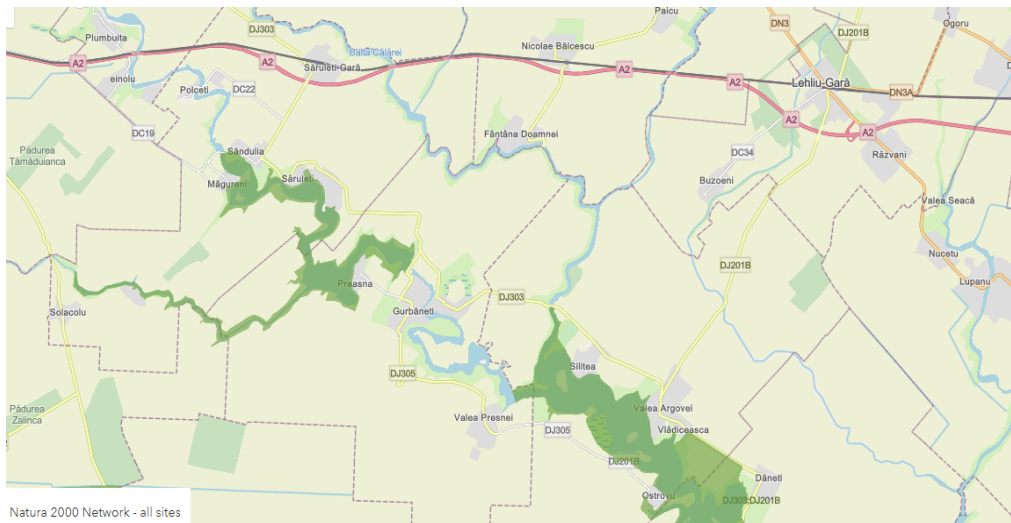 Plumbuita
DJ303
Balta Călărei
Paicu
DN3
Ogoru
DJ201B
A2
einoiu
Polcești
A2
Sărulești-Gară
DC22
Nicolae Bălcescu
A2
A2
Lehliu-Gară
DN3A
A2
A2
DC19
Pădurea
Tămăduianca
Săndulia
Măgureni
Sărulești
Fântâna Doamnei
DC34
Buzoeni
Răzvani
Valea Seacă
Nucetu
Lupanu
DJ201B
Preasna
Solacolu
Gurbănești
DJ303
DJ305
Siliștea
Valea Argovei
Vlădiceasca
Pădurea
Zalinca
Valea Presnei
DJ305
DJ201B
Ostrovu
Dănești
DJ303;DJ201B
Natura 2000 Network - all sites